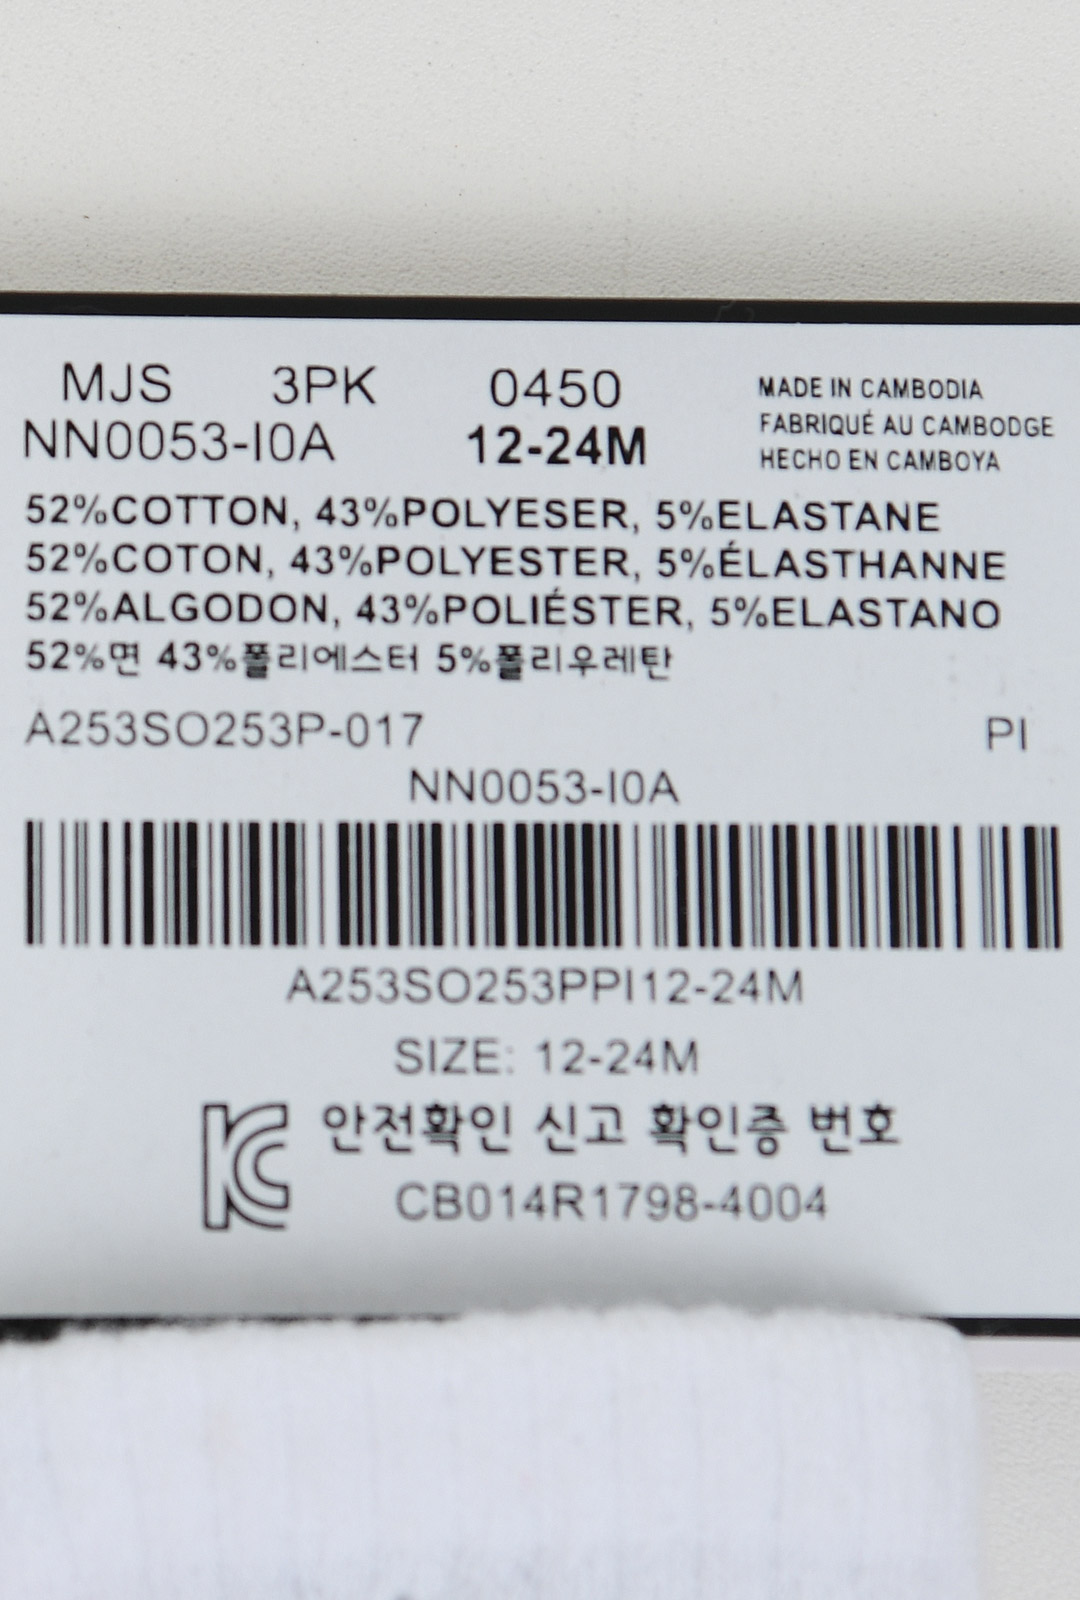 MJS 3PK 0450
NN0053-I0A 12-24M
MADE IN CAMBODIA
FABRIQUÉ AU CAMBODGE
HECHO EN CAMBOYA
52%COTTON, 43%POLYESER, 5%ELASTANE
52%COTON, 43%POLYESTER, 5%ÉLASTHANNE
52%ALGODON, 43%POLIÉSTER, 5%ELASTANO
52%면 43%폴리에스터 5%폴리우레탄
A253SO253P-017 PI
NN0053-I0A
A253SO253PPI12-24M
SIZE: 12-24M
KC 안전확인 신고 확인증 번호
CB014R1798-4004